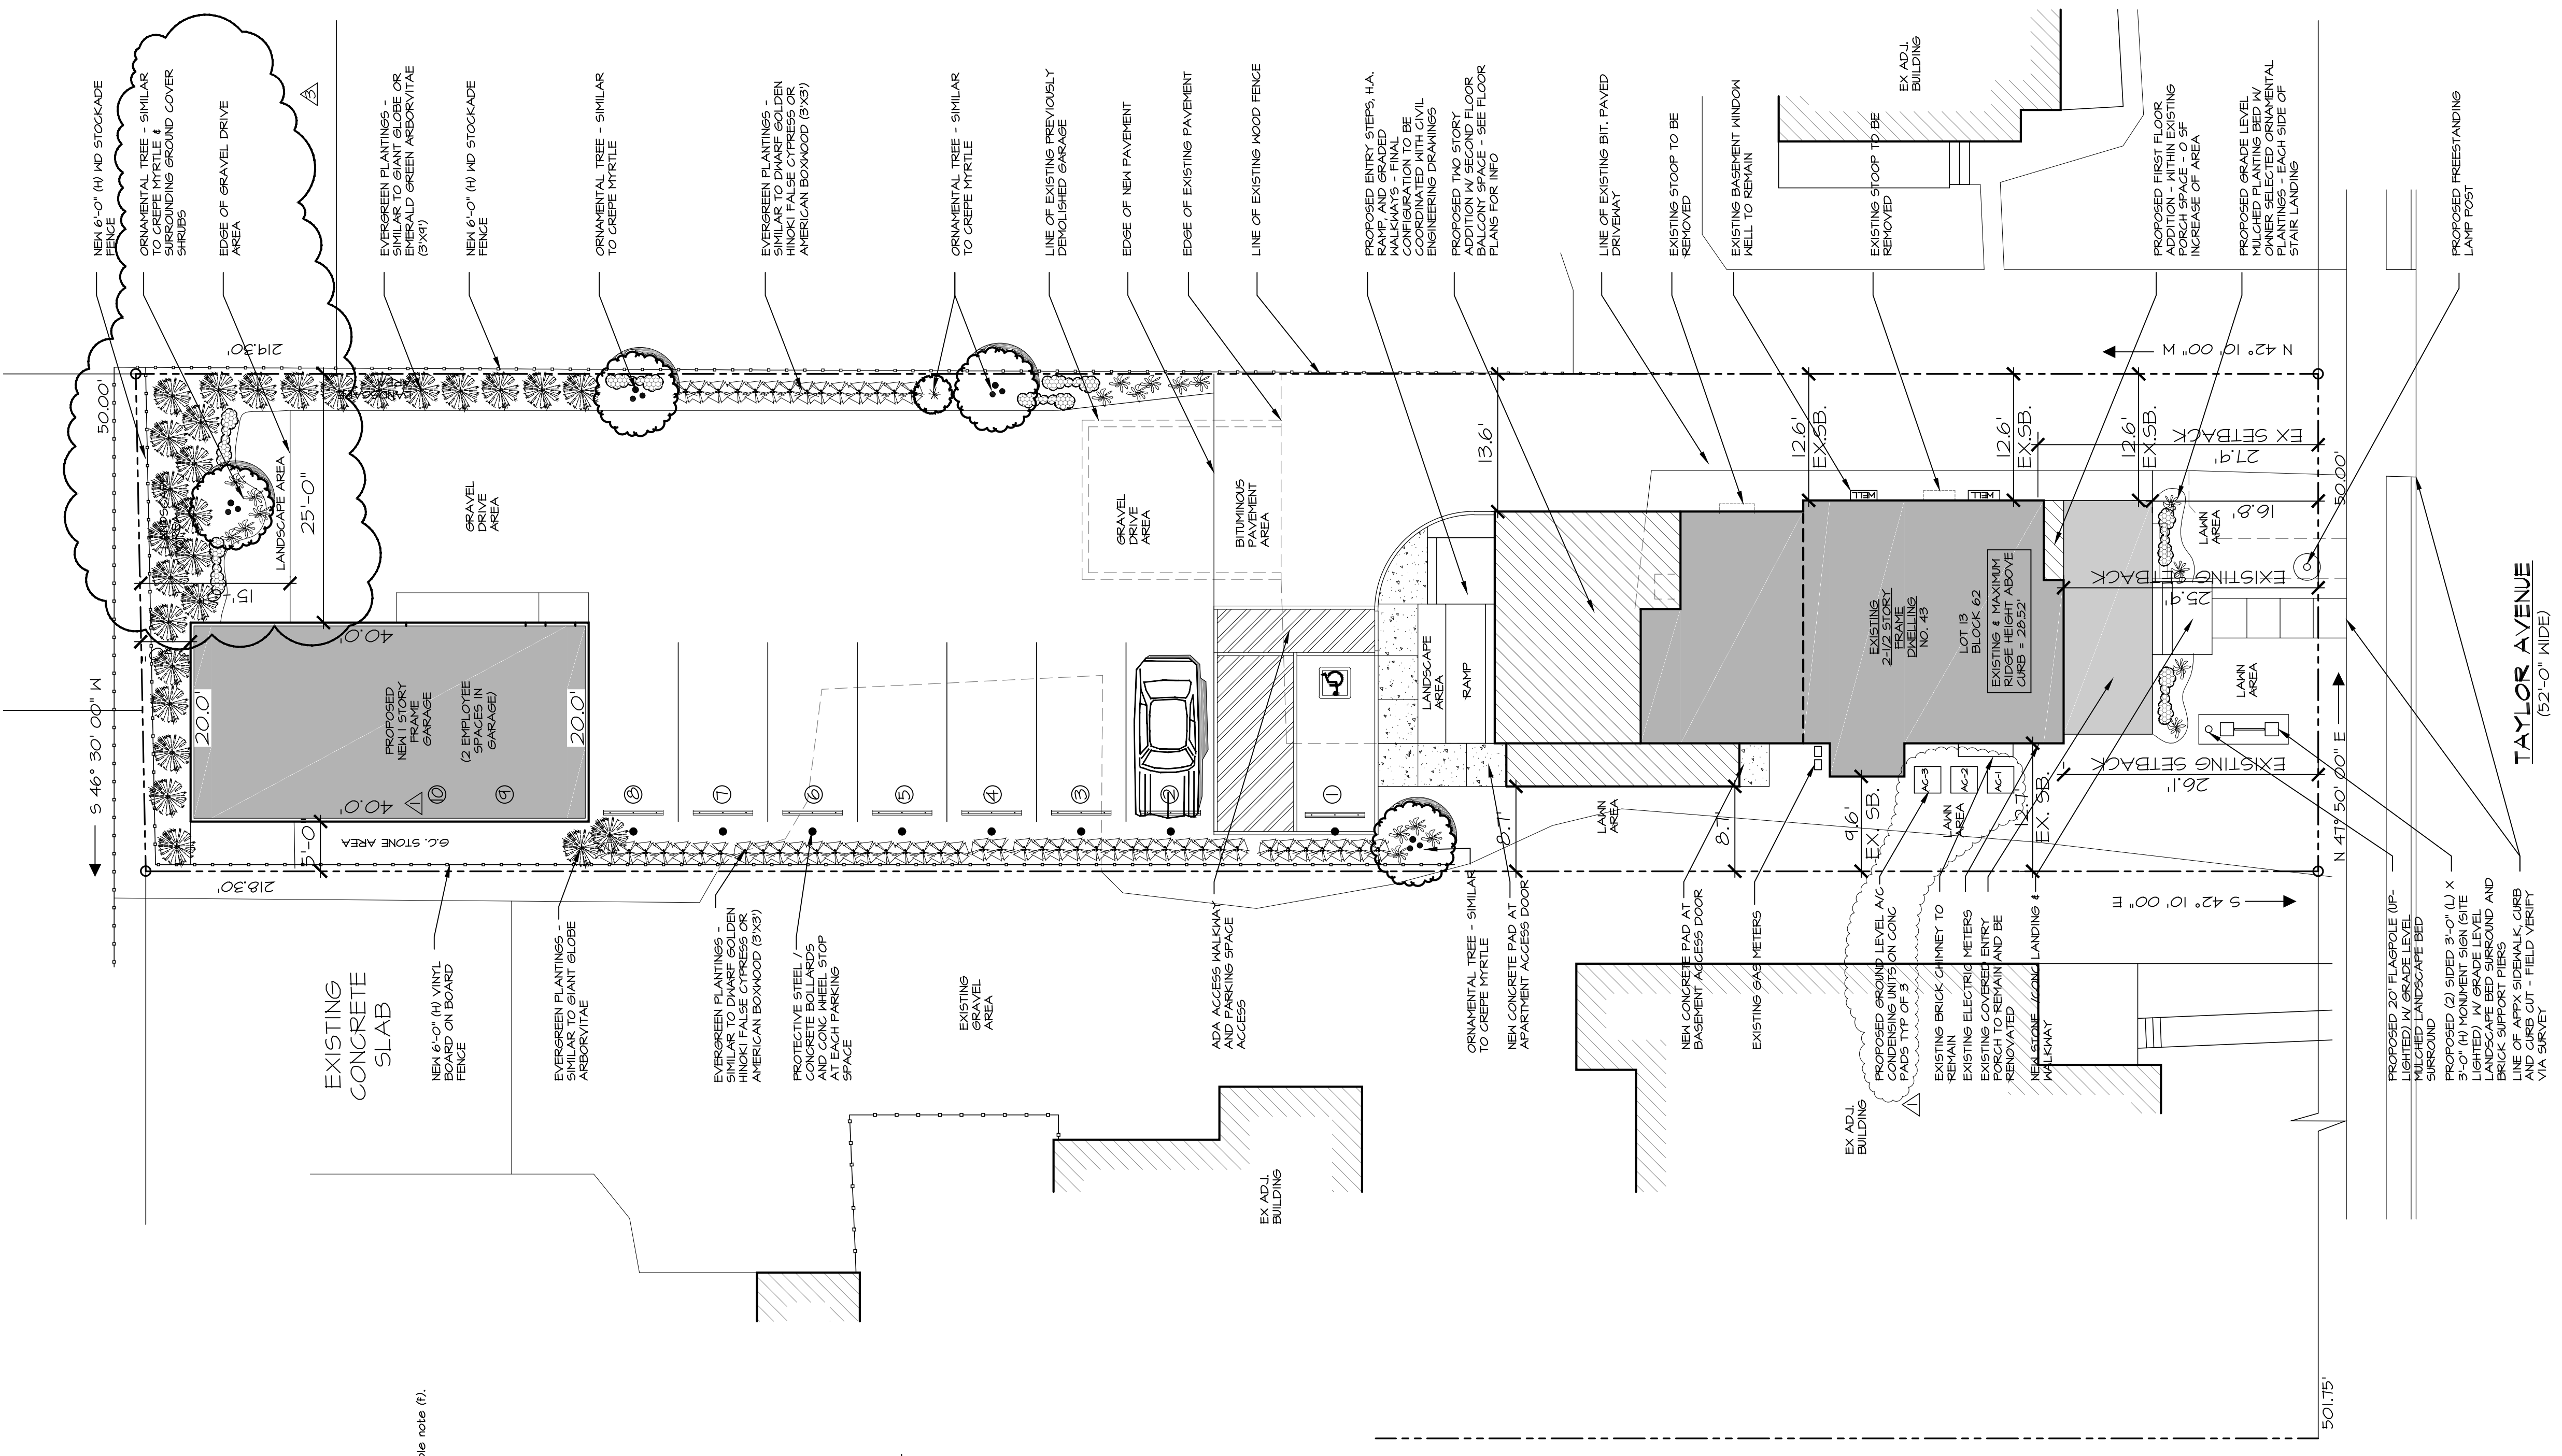 NEW 6'-0" (H) WD STOCKADE
FENCE
ORNAMENTAL TREE - SIMILAR
TO CREPE MYRTLE &
SURROUNDING GROUND COVER
SHRUBS
EDGE OF GRAVEL DRIVE
AREA
3
EVERGREEN PLANTINGS -
SIMILAR TO GIANT GLOBE OR
EMERALD GREEN ARBORVITAE
(3'X9')
NEW 6'-0" (H) WD STOCKADE
FENCE
ORNAMENTAL TREE - SIMILAR
TO CREPE MYRTLE
EVERGREEN PLANTINGS -
SIMILAR TO DWARF GOLDEN
HINOKI FALSE CYPRESS OR
AMERICAN BOXWOOD (3'X3')
ORNAMENTAL TREE - SIMILAR
TO CREPE MYRTLE
LINE OF EXISTING PREVIOUSLY
DEMOLISHED GARAGE
EDGE OF NEW PAVEMENT
EDGE OF EXISTING PAVEMENT
LINE OF EXISTING WOOD FENCE
PROPOSED ENTRY STEPS, H.A.
RAMP, AND GRADED
WALKWAYS - FINAL
CONFIGURATION TO BE
COORDINATED WITH CIVIL
ENGINEERING DRAWINGS
PROPOSED TWO STORY
ADDITION W/ SECOND FLOOR
BALCONY SPACE - SEE FLOOR
PLANS FOR INFO
LINE OF EXISTING BIT. PAVED
DRIVEWAY
EXISTING STOOP TO BE
REMOVED
EXISTING BASEMENT WINDOW
WELL TO REMAIN
EXISTING STOOP TO BE
REMOVED
EX ADJ.
BUILDING
PROPOSED FIRST FLOOR
ADDITION - WITHIN EXISTING
PORCH SPACE - 0 SF
INCREASE OF AREA
PROPOSED GRADE LEVEL
MULCHED PLANTING BED W/
OWNER SELECTED ORNAMENTAL
PLANTINGS - EACH SIDE OF
STAIR LANDING
PROPOSED FREESTANDING
LAMP POST
219.30'
50.00'
N 42° 10' 00" W
LANDSCAPE
AREA
LANDSCAPE AREA
25'-0"
15'-0"
GRAVEL
DRIVE
AREA
GRAVEL
DRIVE
AREA
BITUMINOUS
PAVEMENT
AREA
13.6'
12.6'
EX.SB.
12.6'
EX.SB.
12.6'
EX.SB.
EX SETBACK
27.9'
WELL
WELL
16.8'
50.00'
LAWN
AREA
EXISTING SETBACK
25.9'
S 46° 30' 00" W
40.0'
20.0'
PROPOSED
NEW 1 STORY
FRAME
GARAGE
(2 EMPLOYEE
SPACES IN
GARAGE)
20.0'
40.0'
1
10
9
8
7
6
5
4
3
2
1
LANDSCAPE
AREA
RAMP
EXISTING
2-1/2 STORY
FRAME
DWELLING
NO. 43
LOT 13
BLOCK 62
EXISTING & MAXIMUM
RIDGE HEIGHT ABOVE
CURB = 28.52'
LAWN
AREA
EXISTING SETBACK
26.1'
TAYLOR AVENUE
(52'-0" WIDE)
5'-0"
G.C. STONE AREA
218.30'
8.7'
LAWN
AREA
8.7'
9.6'
EX. SB.
AC-3
AC-2
AC-1
LAWN
AREA
12.7'
EX. SB.
N 47° 50' 00" E
S 42° 10' 00" E
EXISTING
CONCRETE
SLAB
NEW 6'-0" (H) VINYL
BOARD ON BOARD
FENCE
EVERGREEN PLANTINGS -
SIMILAR TO GIANT GLOBE
ARBORVITAE
EVERGREEN PLANTINGS -
SIMILAR TO DWARF GOLDEN
HINOKI FALSE CYPRESS OR
AMERICAN BOXWOOD (3'X3')
PROTECTIVE STEEL /
CONCRETE BOLLARDS
AND CONC WHEEL STOP
AT EACH PARKING
SPACE
EXISTING
GRAVEL
AREA
ADA ACCESS WALKWAY
AND PARKING SPACE
ACCESS
ORNAMENTAL TREE - SIMILAR
TO CREPE MYRTLE
NEW CONCRETE PAD AT
APARTMENT ACCESS DOOR
NEW CONCRETE PAD AT
BASEMENT ACCESS DOOR
EXISTING GAS METERS
PROPOSED GROUND LEVEL A/C
CONDENSING UNITS ON CONC
PADS TYP OF 3
EXISTING BRICK CHIMNEY TO
REMAIN
EXISTING ELECTRIC METERS
EXISTING COVERED ENTRY
PORCH TO REMAIN AND BE
RENOVATED
NEW STONE /CONC LANDING &
WALKWAY
PROPOSED 20' FLAGPOLE (UP-
LIGHTED) W/ GRADE LEVEL
MULCHED LANDSCAPE BED
SURROUND
PROPOSED (2) SIDED 3'-0" (L) X
3'-0" (H) MONUMENT SIGN (SITE
LIGHTED) W/ GRADE LEVEL
LANDSCAPE BED SURROUND AND
BRICK SUPPORT PIERS
LINE OF APPX SIDEWALK, CURB
AND CURB CUT - FIELD VERIFY
VIA SURVEY
EX ADJ.
BUILDING
1
EX ADJ.
BUILDING
501.75'
ble note (f).